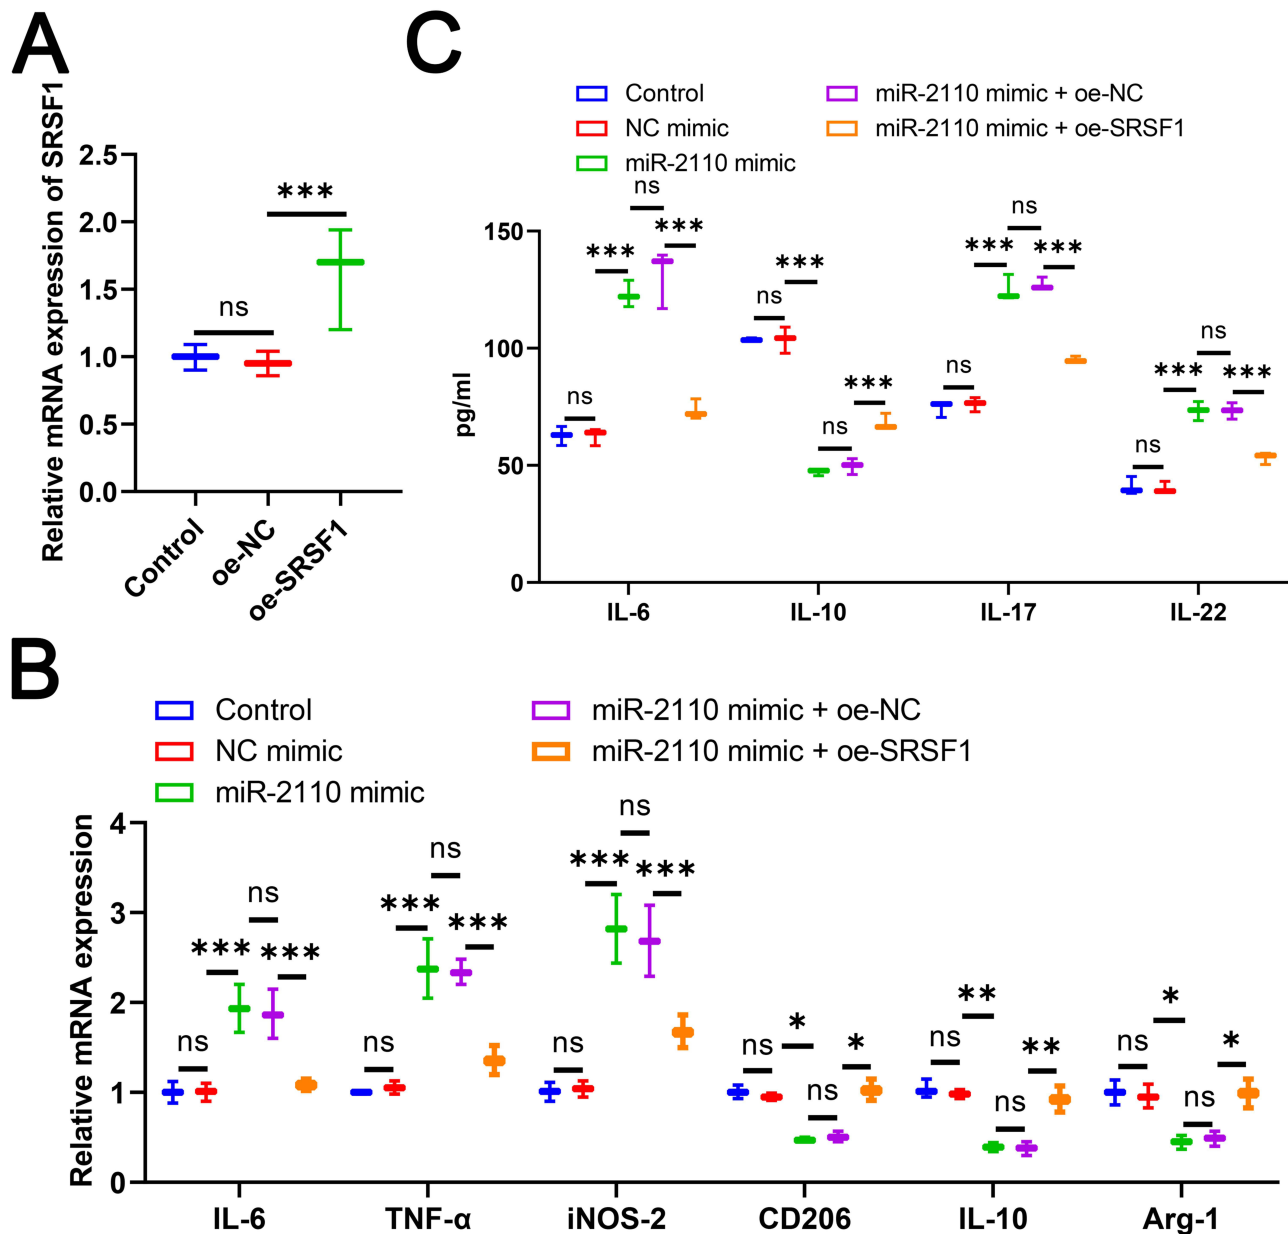 A
Relative mRNA expression of SRSF1
2.5
2.0
1.5
1.0
0.5
0.0
ns
***
Control
oe-NC
oe-SRSF1
C
Control
NC mimic
miR-2110 mimic
miR-2110 mimic + oe-NC
miR-2110 mimic + oe-SRSF1
pg/ml
150
100
50
0
ns
***
ns
***
ns
***
ns
***
ns
***
ns
***
ns
***
ns
***
IL-6
IL-10
IL-17
IL-22
B
Control
NC mimic
miR-2110 mimic
miR-2110 mimic + oe-NC
miR-2110 mimic + oe-SRSF1
Relative mRNA expression
4
3
2
1
0
ns
***
ns
***
ns
***
ns
***
ns
***
ns
***
ns
*
ns
*
ns
**
ns
**
ns
*
ns
*
IL-6
TNF-α
iNOS-2
CD206
IL-10
Arg-1